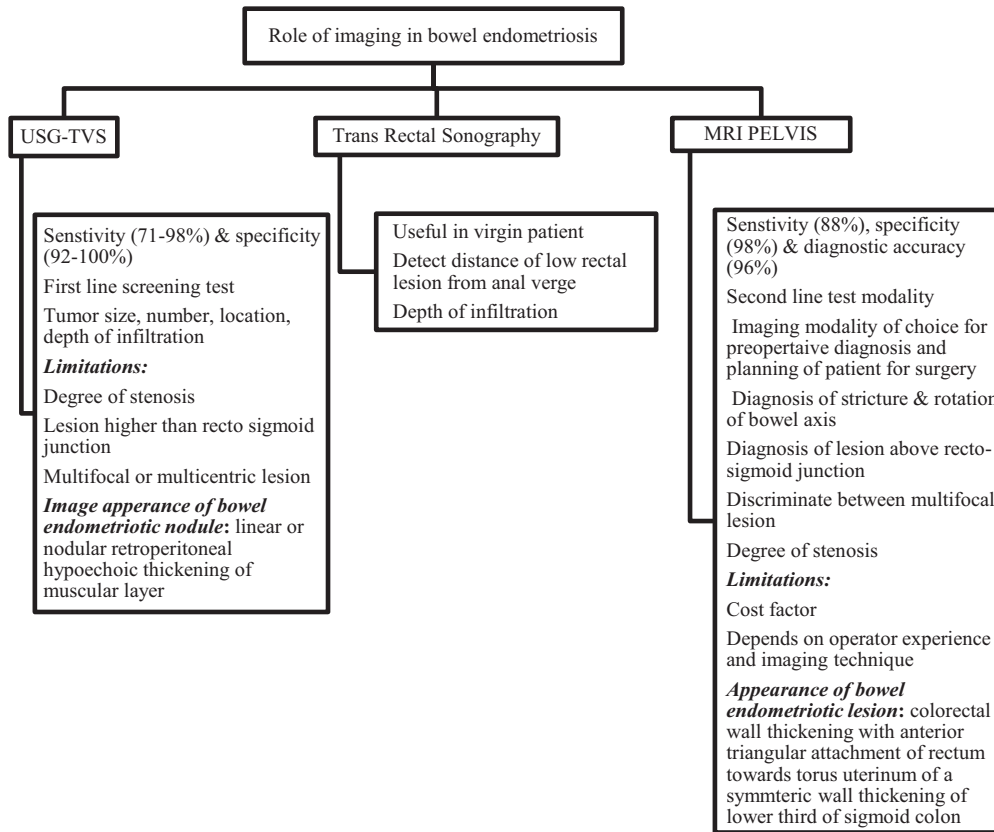 Role of imaging in bowel endometriosis
USG-TVS
Senstivity (71-98%) & specificity
(92-100%)
First line screening test
Tumor size, number, location,
depth of infiltration
Limitations:
Degree of stenosis
Lesion higher than recto sigmoid
junction
Multifocal or multicentric lesion
Image apperance of bowel
endometriotic nodule: linear or
nodular retroperitoneal
hypoechoic thickening of
muscular layer
Trans Rectal Sonography
Useful in virgin patient
Detect distance of low rectal
lesion from anal verge
Depth of infiltration
MRI PELVIS
Senstivity (88%), specificity
(98%) & diagnostic accuracy
(96%)
Second line test modality
Imaging modality of choice for
preopertaive diagnosis and
planning of patient for surgery
Diagnosis of stricture & rotation
of bowel axis
Diagnosis of lesion above recto-
sigmoid junction
Discriminate between multifocal
lesion
Degree of stenosis
Limitations:
Cost factor
Depends on operator experience
and imaging technique
Appearance of bowel
endometriotic lesion: colorectal
wall thickening with anterior
triangular attachment of rectum
towards torus uterinum of a
symmteric wall thickening of
lower third of sigmoid colon